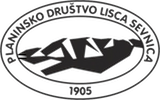 PLANINSKO DRUŠTVO LISCA SEVNICA
1905